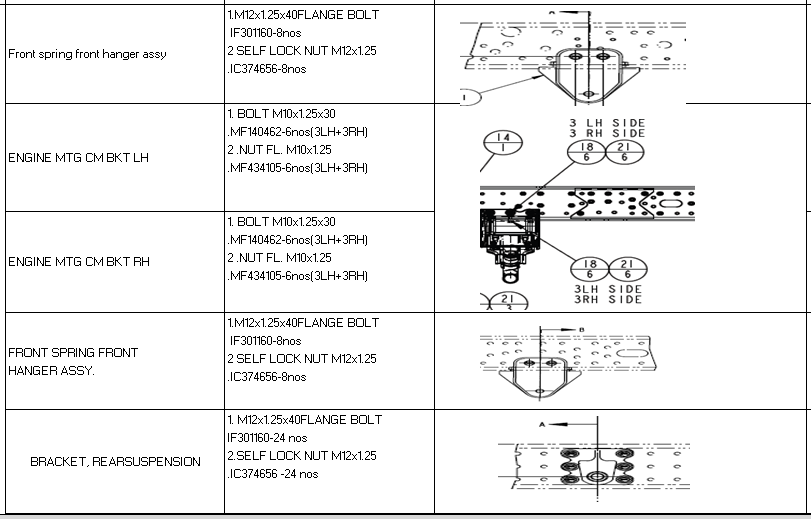 1.M12x1.25x40FLANGE BOLT
IF301160-8nos
Front spring front hanger assy
2 SELF LOCK NUT M12x1.25
.IC374656-8nos
A
1
1. BOLT M10x1.25x30
.MF140462-6nos(3LH+3RH)
ENGINE MTG CM BKT LH
2 .NUT FL. M10x1.25
.MF434105-6nos(3LH+3RH)
3 LH SIDE
3 RH SIDE
14
1
18 21
6 6
1. BOLT M10x1.25x30
.MF140462-6nos(3LH+3RH)
ENGINE MTG CM BKT RH
2 .NUT FL. M10x1.25
.MF434105-6nos(3LH+3RH)
18 21
6 6
3LH SIDE
3RH SIDE
21
1.M12x1.25x40FLANGE BOLT
IF301160-8nos
FRONT SPRING FRONT
HANGER ASSY.
2 SELF LOCK NUT M12x1.25
.IC374656-8nos
B
1. M12x1.25x40FLANGE BOLT
IF301160-24 nos
BRACKET, REARSUSPENSION
2.SELF LOCK NUT M12x1.25
.IC374656 -24 nos
A